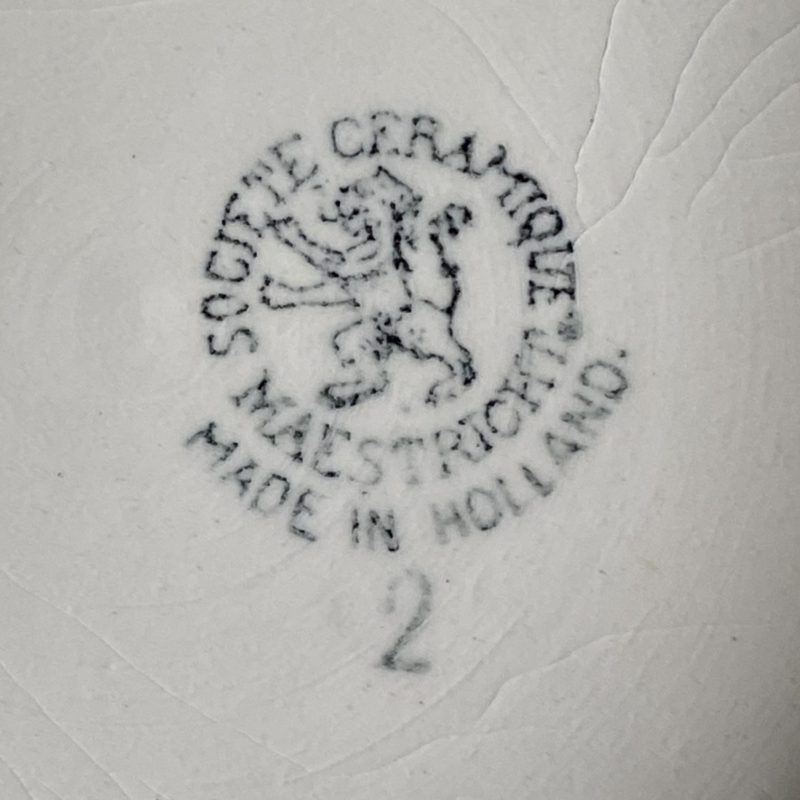 SOCIETE CERAMIQUE
MAESTRICHT
MADE IN HOLLAND.
2